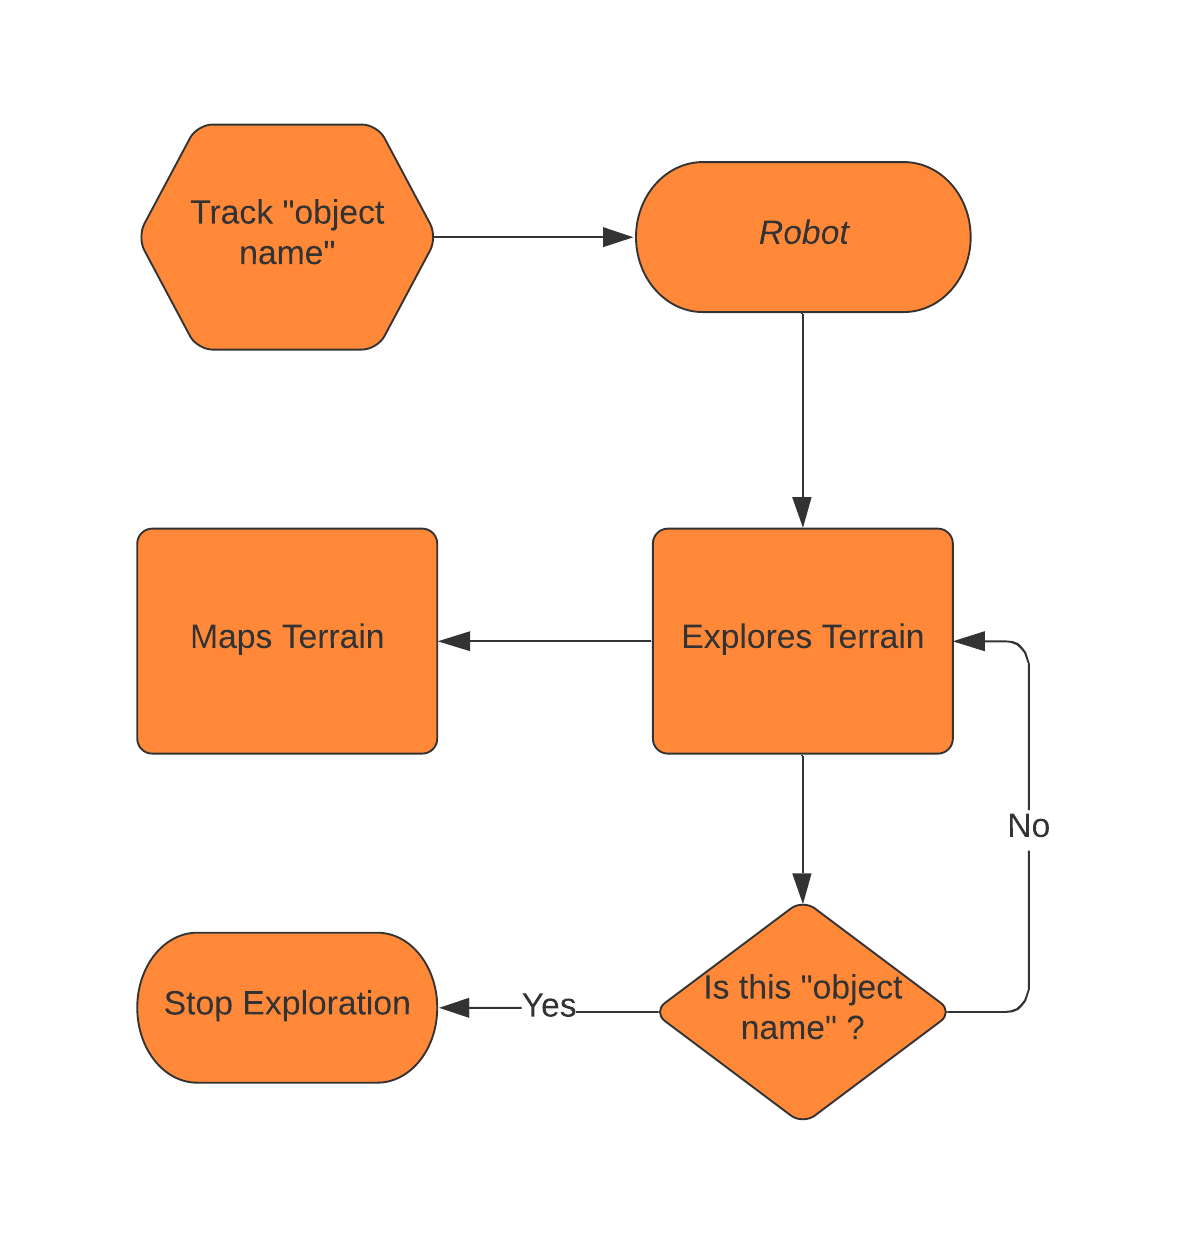 Track "object
name"
Robot
Maps Terrain
Explores Terrain
No
Is this "object
name" ?
Yes
Stop Exploration